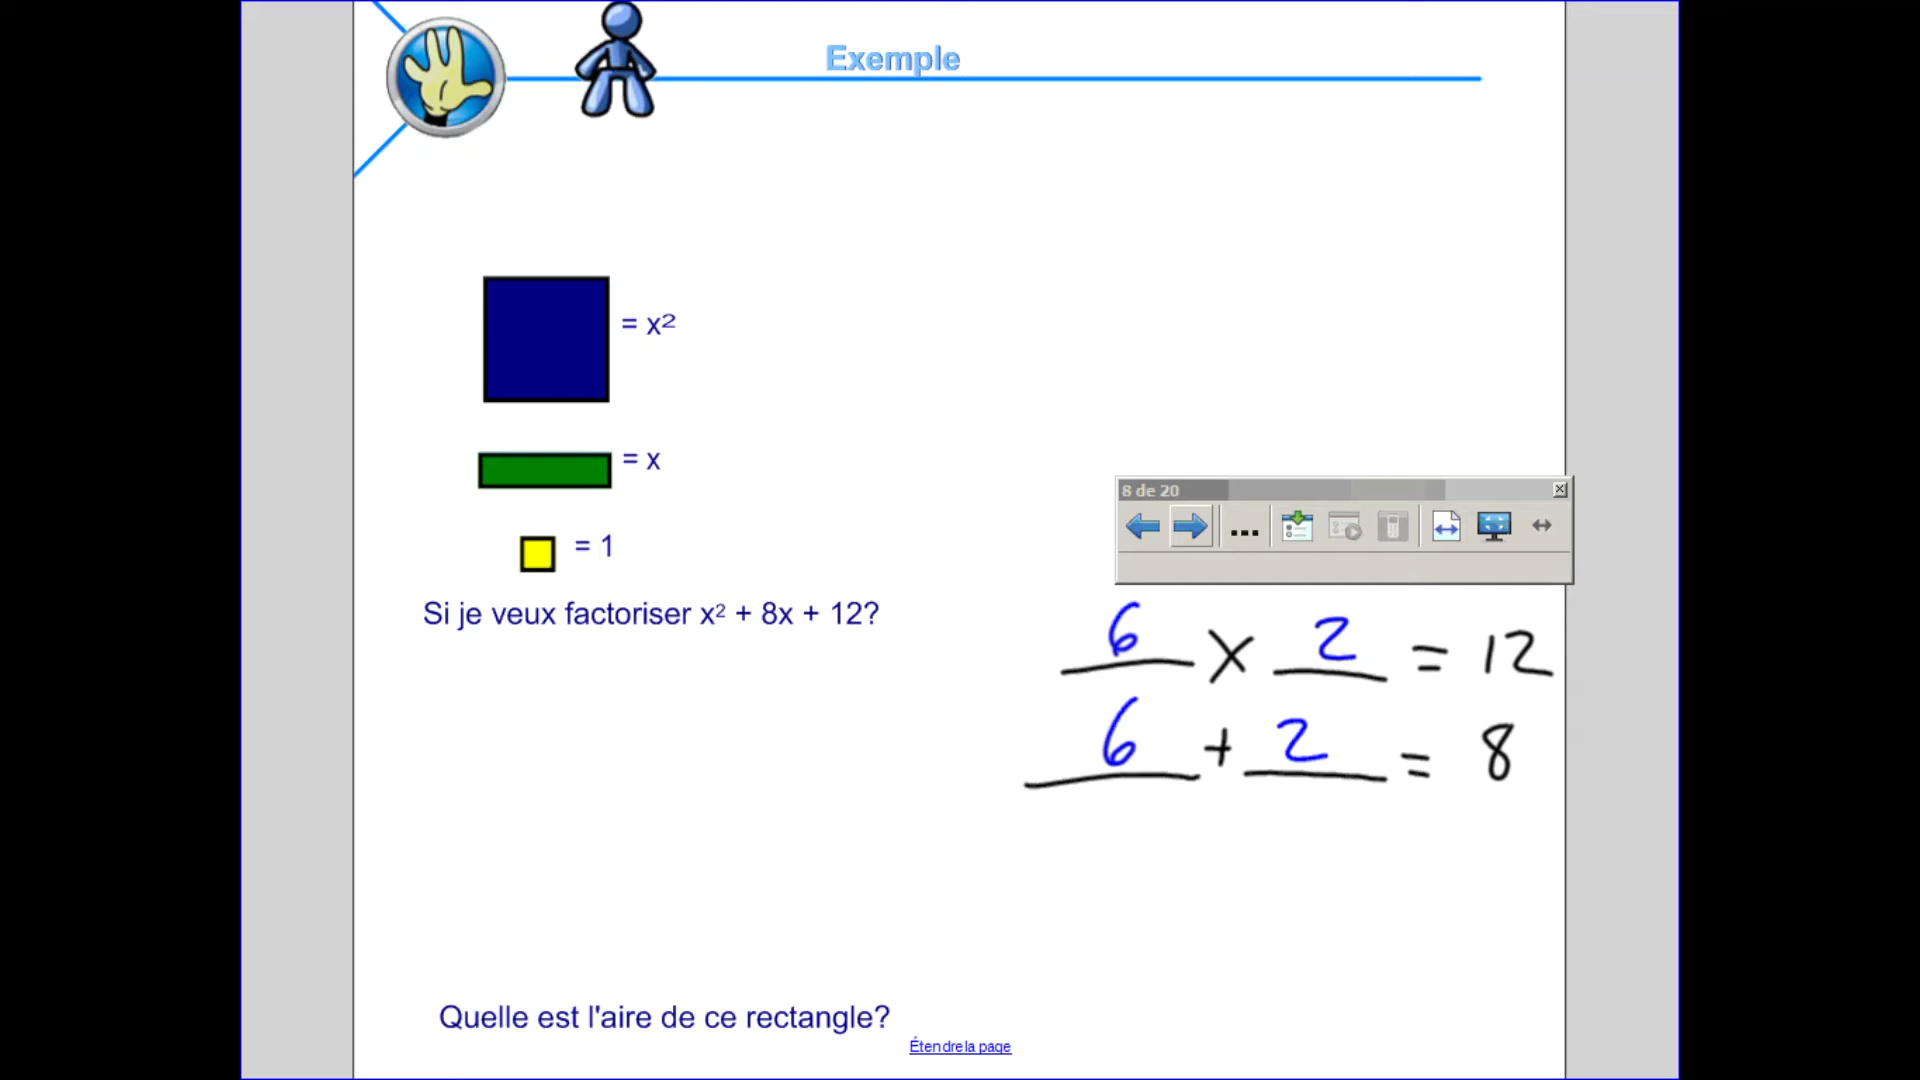 Exemple
= x²
= x
8 de 20
= 1
Si je veux factoriser x² + 8x + 12?
6 x 2 = 12
6 + 2 = 8
Quelle est l'aire de ce rectangle?
Étendre la page